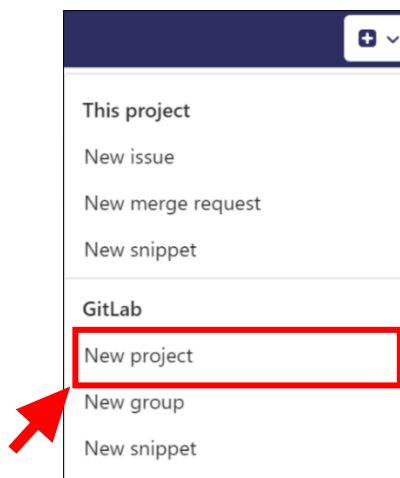 This project
New issue
New merge request
New snippet
GitLab
New project
New group
New snippet